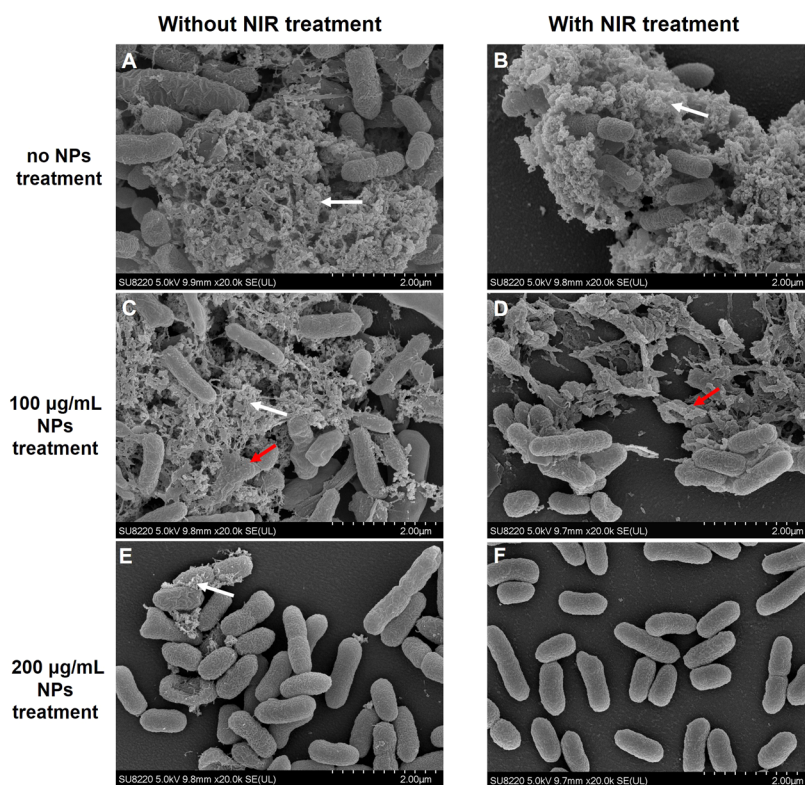 Without NIR treatment
With NIR treatment
no NPs
treatment
A
SU8220 5.0kV 9.9mm x20.0k SE(UL)
2.00μm
B
SU8220 5.0kV 9.8mm x20.0k SE(UL)
2.00μm
100 μg/mL
NPs
treatment
C
SU8220 5.0kV 9.8mm x20.0k SE(UL)
2.00μm
D
SU8220 5.0kV 9.7mm x20.0k SE(UL)
2.00μm
200 μg/mL
NPs
treatment
E
SU8220 5.0kV 9.8mm x20.0k SE(UL)
2.00μm
F
SU8220 5.0kV 9.7mm x20.0k SE(UL)
2.00μm